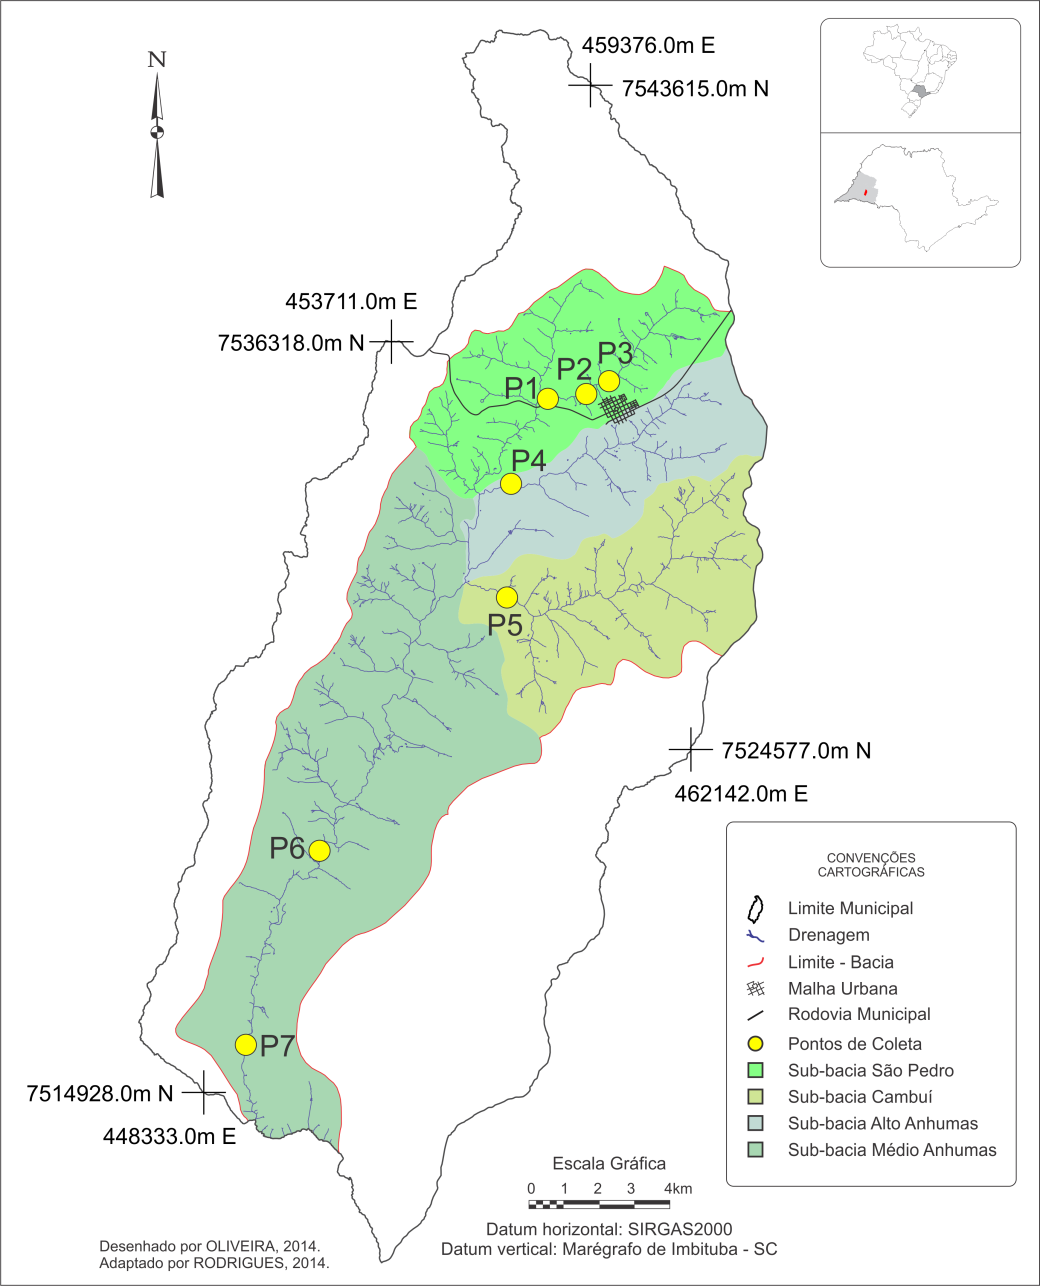 N
459376.0m E
7543615.0m N
453711.0m E
7536318.0m N
P3
P2
P1
P4
P5
7524577.0m N
462142.0m E
P6
P7
7514928.0m N
448333.0m E
CONVENÇÕES
CARTOGRÁFICAS
Limite Municipal
Drenagem
Limite - Bacia
Malha Urbana
Rodovia Municipal
Pontos de Coleta
Sub-bacia São Pedro
Sub-bacia Cambuí
Sub-bacia Alto Anhumas
Sub-bacia Médio Anhumas
Escala Gráfica
0 1 2 3 4km
Datum horizontal: SIRGAS2000
Datum vertical: Marégrafo de Imbituba - SC
Desenhado por OLIVEIRA, 2014.
Adaptado por RODRIGUES, 2014.